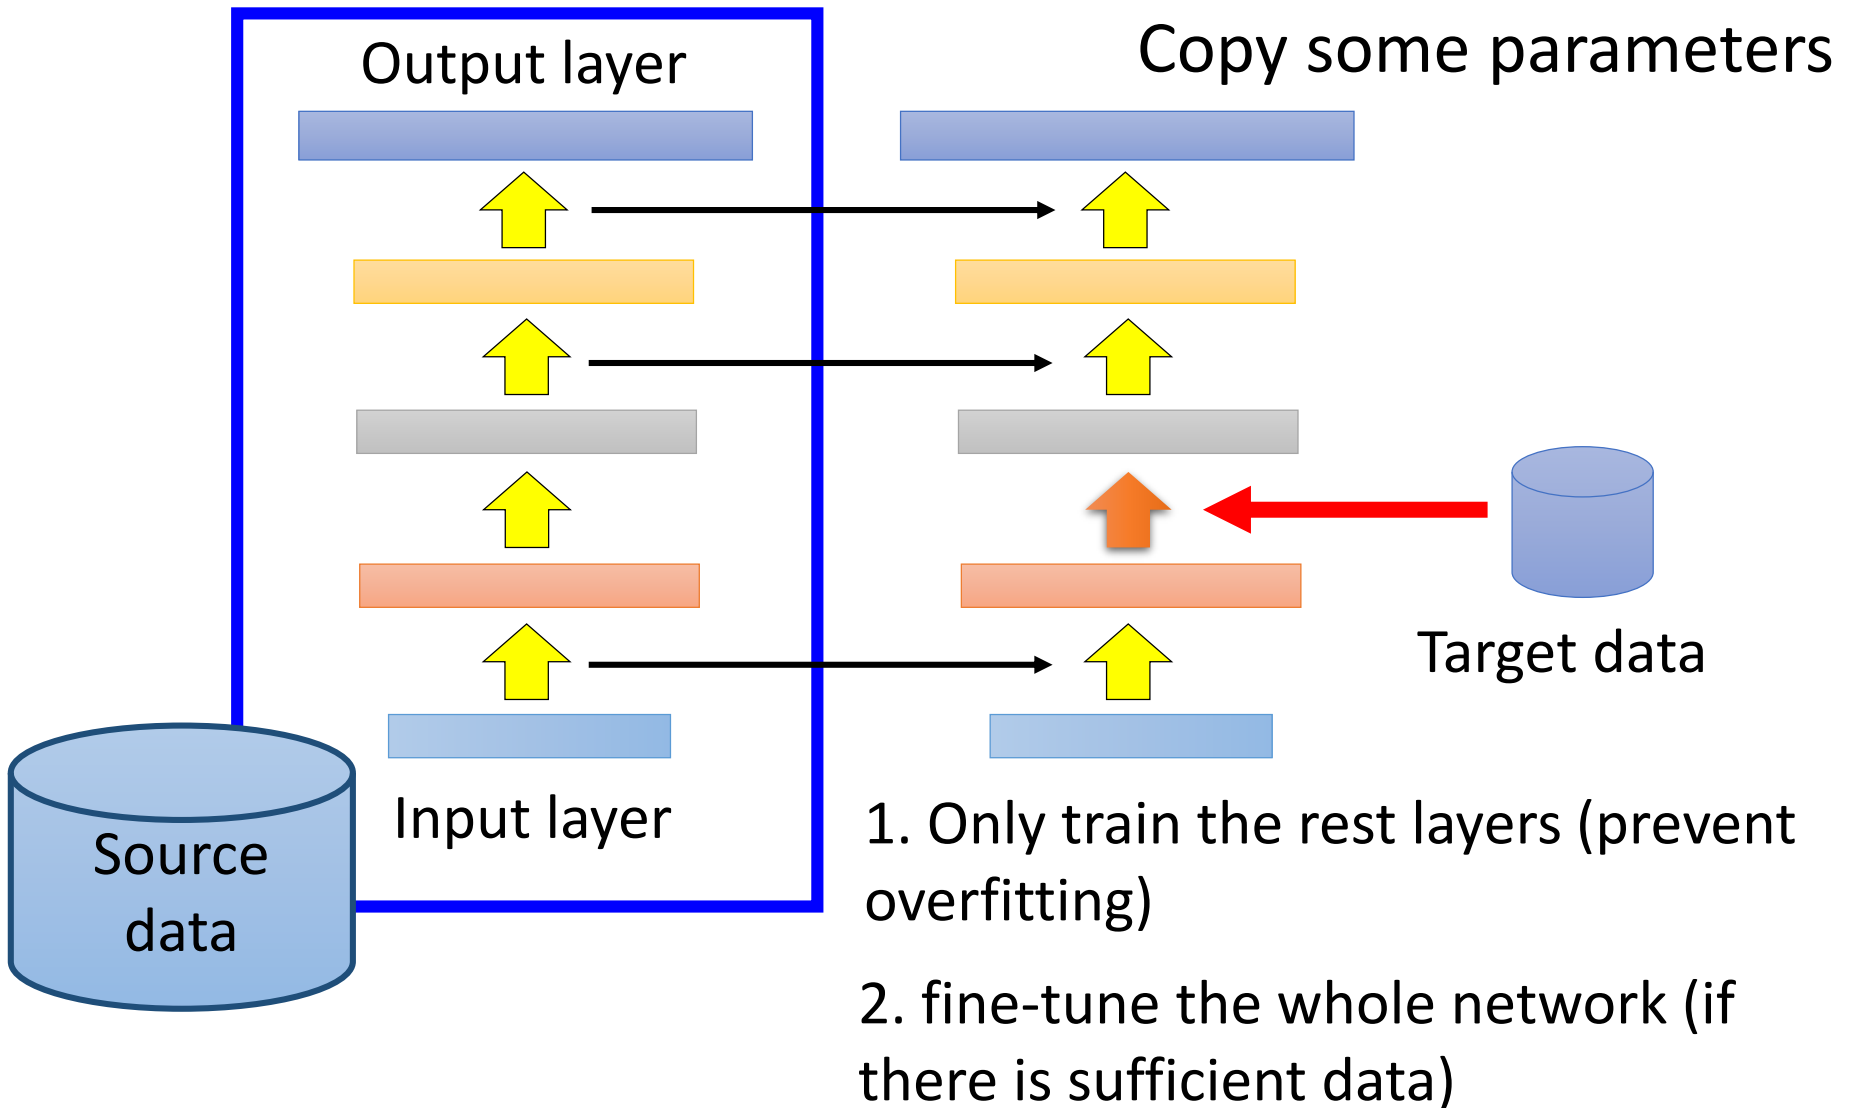 Output layer
Copy some parameters
Target data
Input layer
Source
data
1. Only train the rest layers (prevent
overfitting)
2. fine-tune the whole network (if
there is sufficient data)